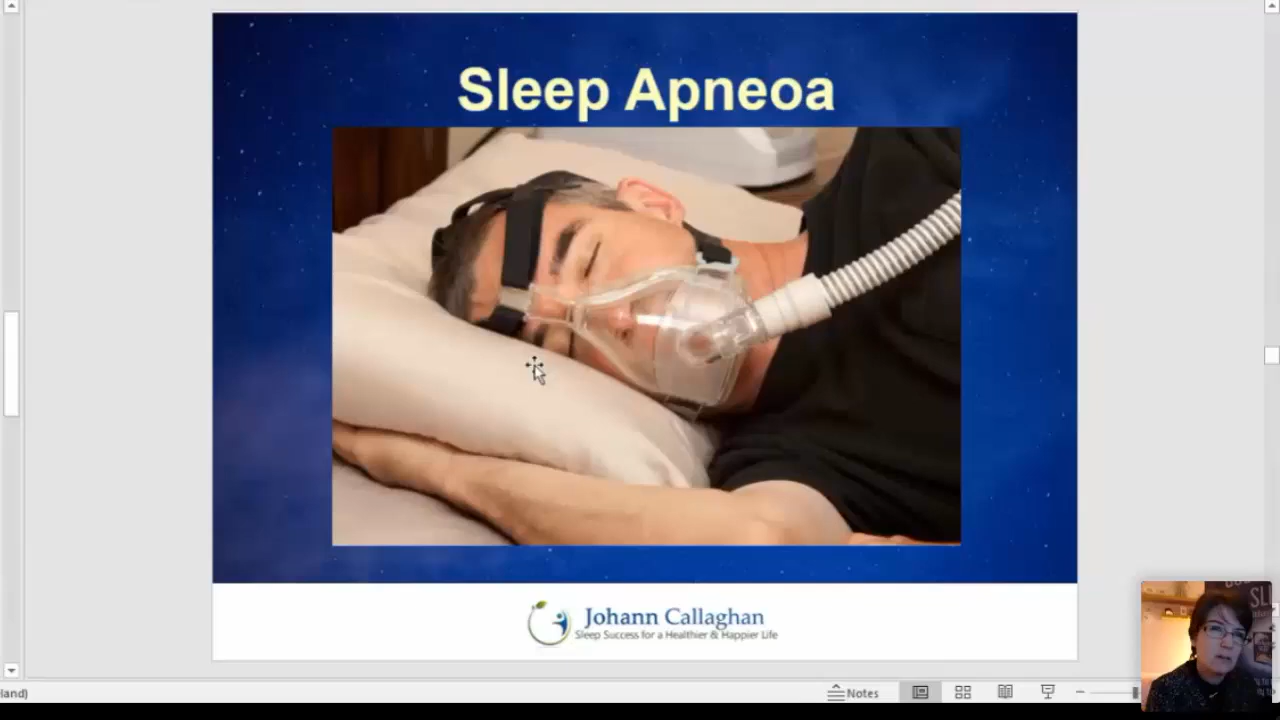 Sleep Apneoa
Johann Callaghan
Sleep Success for a Healthier & Happier Life
land)
Notes